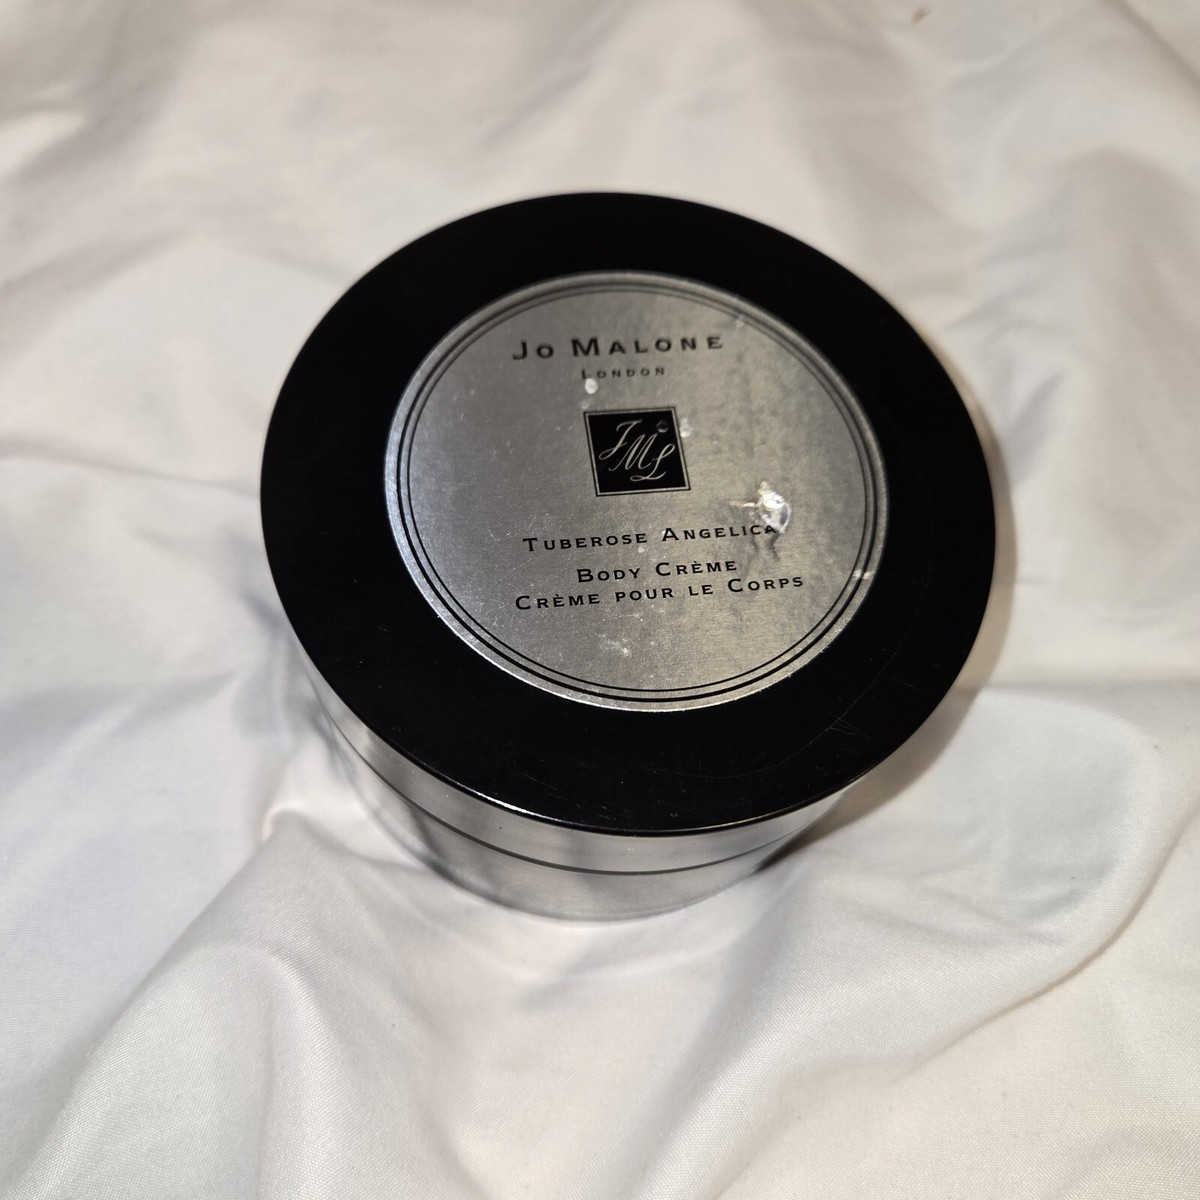 Jo Malone
London
JML
Tuberose Angelica
Body Crème
Crème pour le Corps